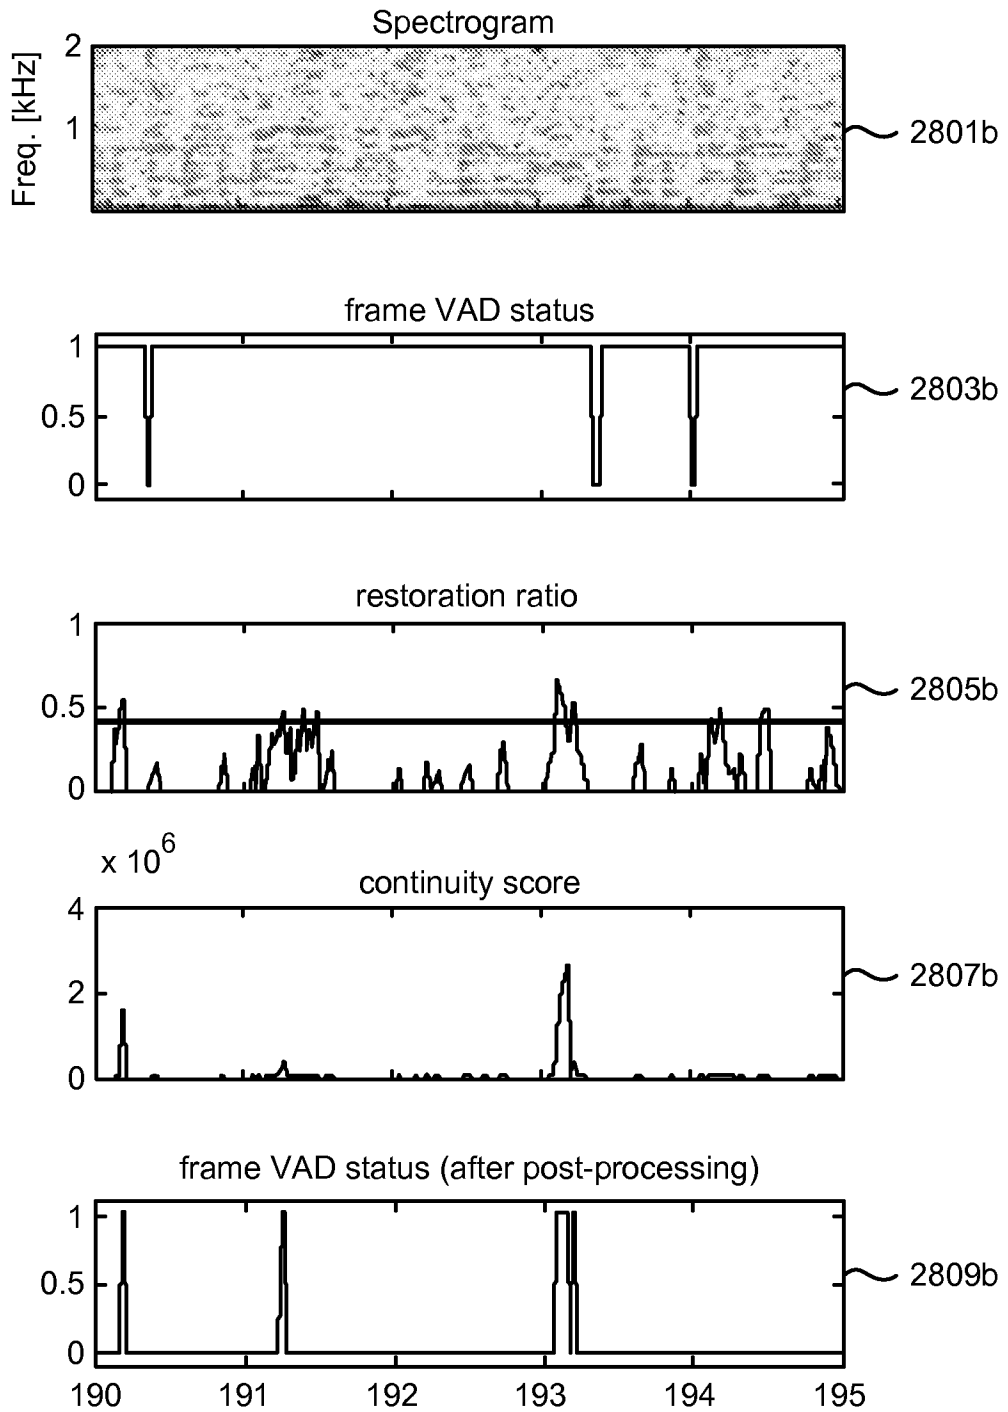 Spectrogram
2
Freq. [kHz]
1
2801b
frame VAD status
1
2803b
0.5
0
restoration ratio
1
2805b
0.5
0
x 10^6
continuity score
4
2807b
2
0
frame VAD status (after post-processing)
1
2809b
0.5
0
190 191 192 193 194 195